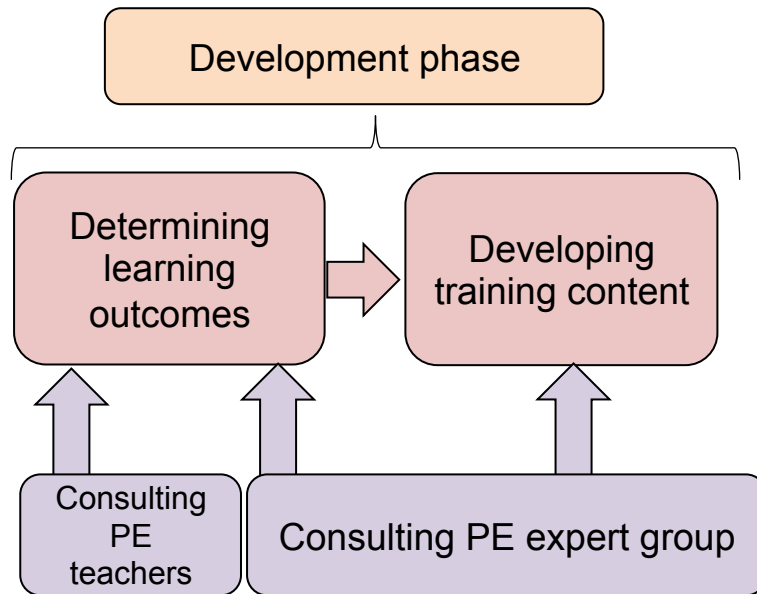 Development phase
Determining
learning
outcomes
Developing
training content
Consulting
PE
teachers
Consulting PE expert group